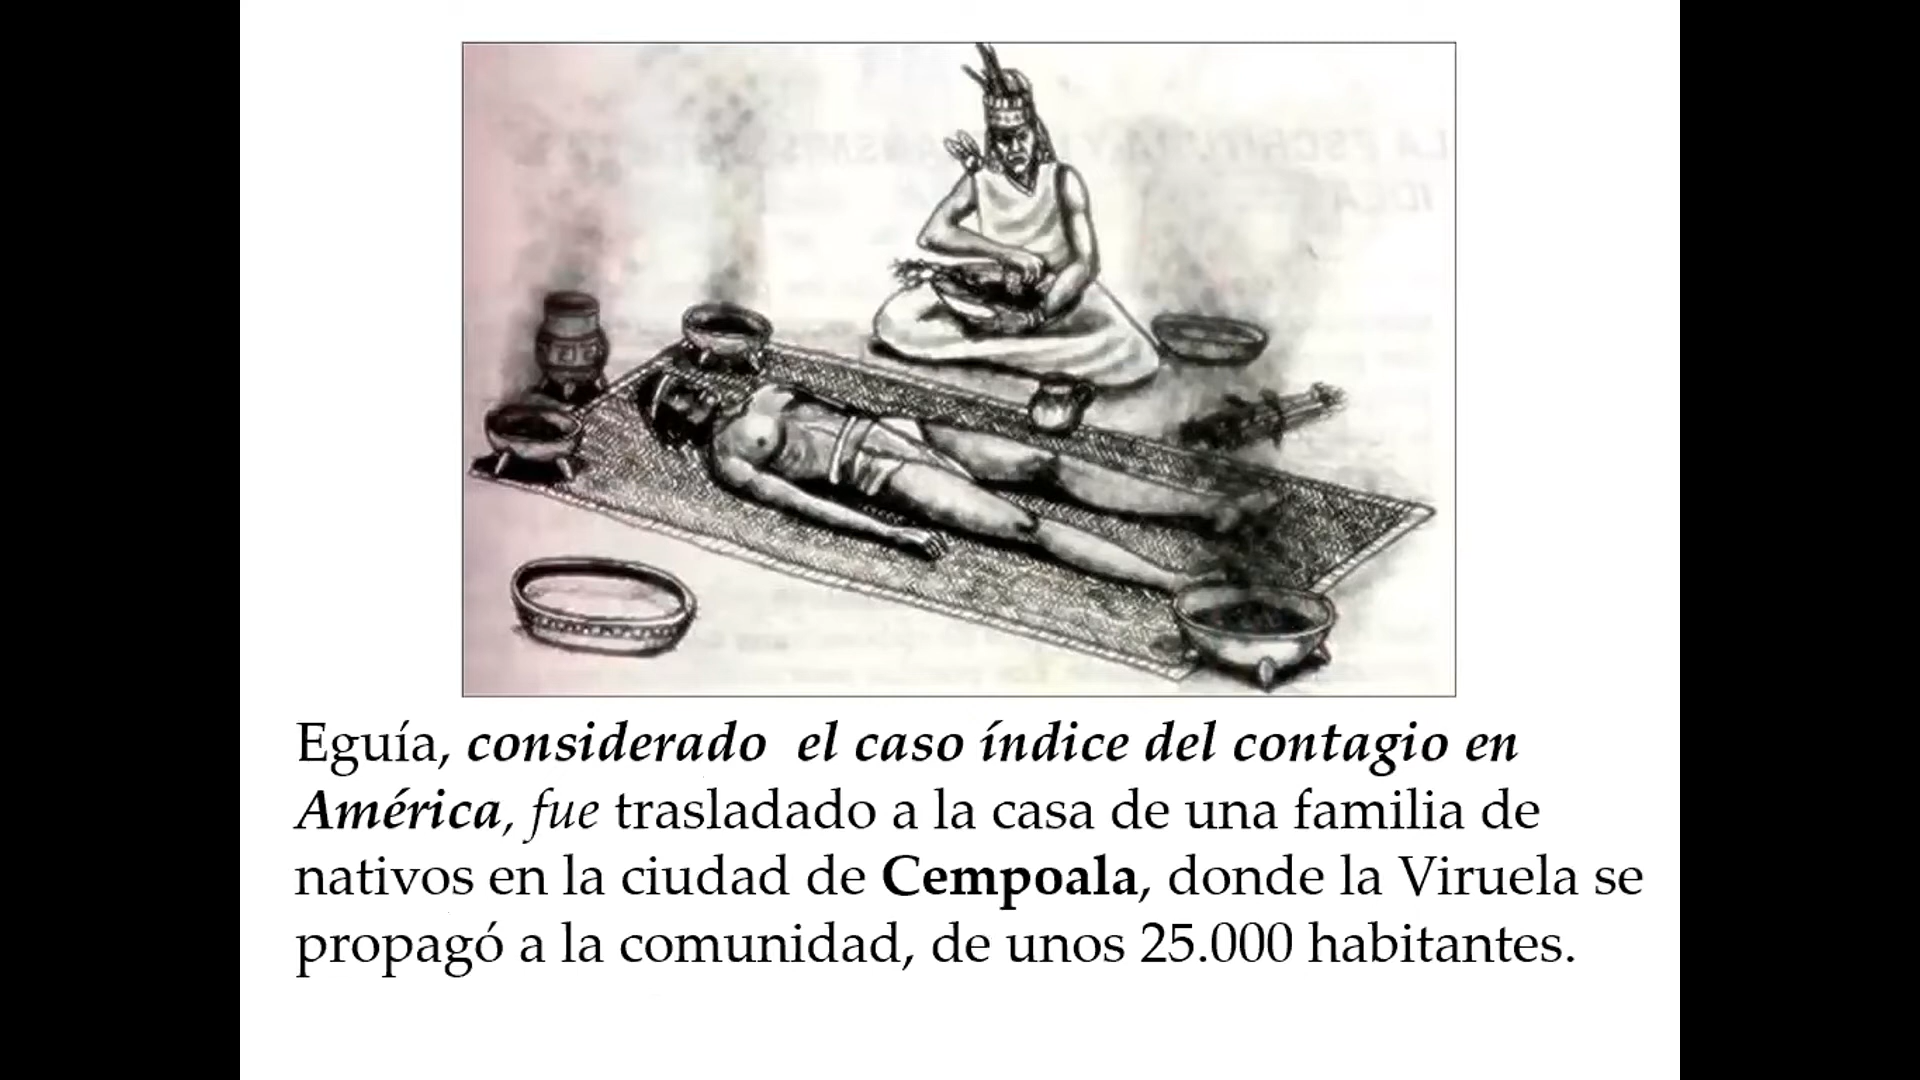 Eguía, considerado  el caso índice del contagio en
América, fue trasladado a la casa de una familia de
nativos en la ciudad de Cempoala, donde la Viruela se
propagó a la comunidad, de unos 25.000 habitantes.